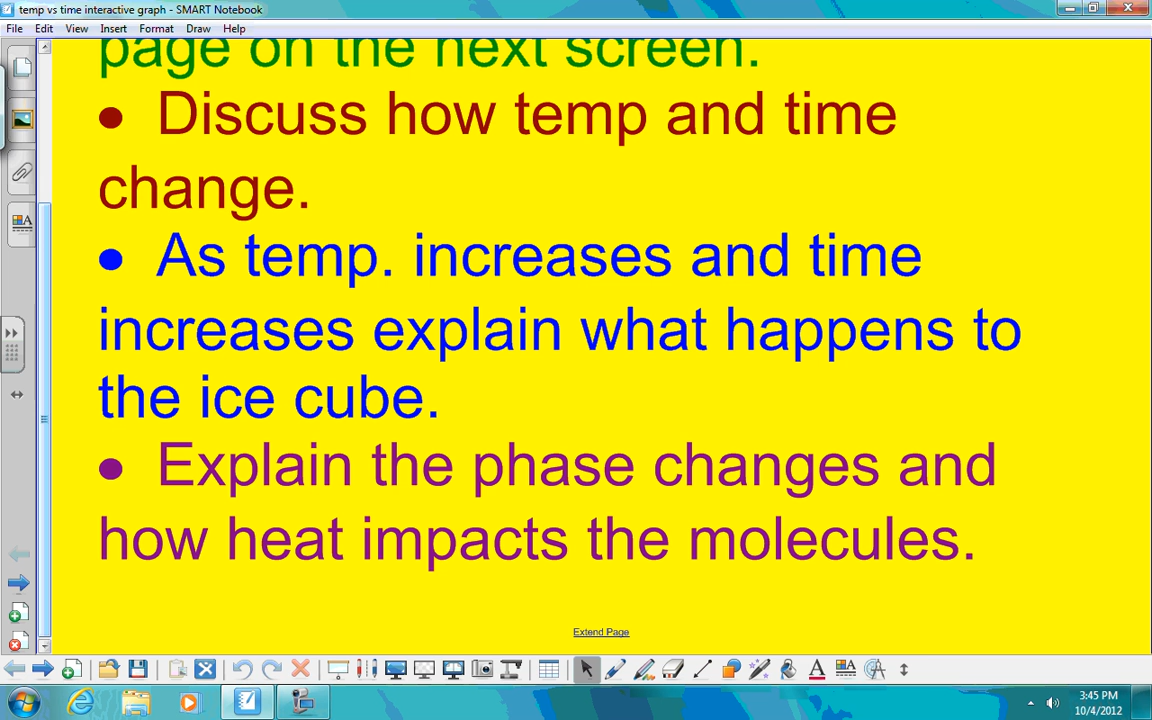 temp vs time interactive graph - SMART Notebook
File Edit View Insert Format Draw Help
page on the next screen.
• Discuss how temp and time
change.
• As temp. increases and time
increases explain what happens to
the ice cube.
• Explain the phase changes and
how heat impacts the molecules.
Extend Page
3:45 PM
10/4/2012